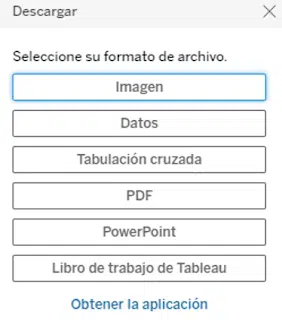 Descargar
Seleccione su formato de archivo.
Imagen
Datos
Tabulación cruzada
PDF
PowerPoint
Libro de trabajo de Tableau
Obtener la aplicación